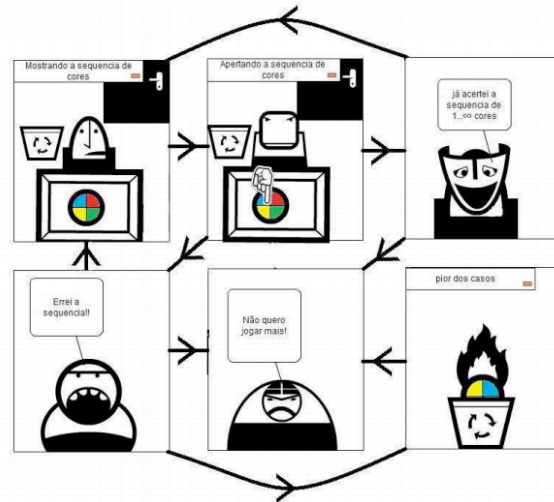 Mostrando a sequencia de
cores
Apertando a sequencia de
cores
já acertei a
sequencia de
1...∞ cores
Errei a
sequencia!!
Não quero
jogar mais!
pior dos casos